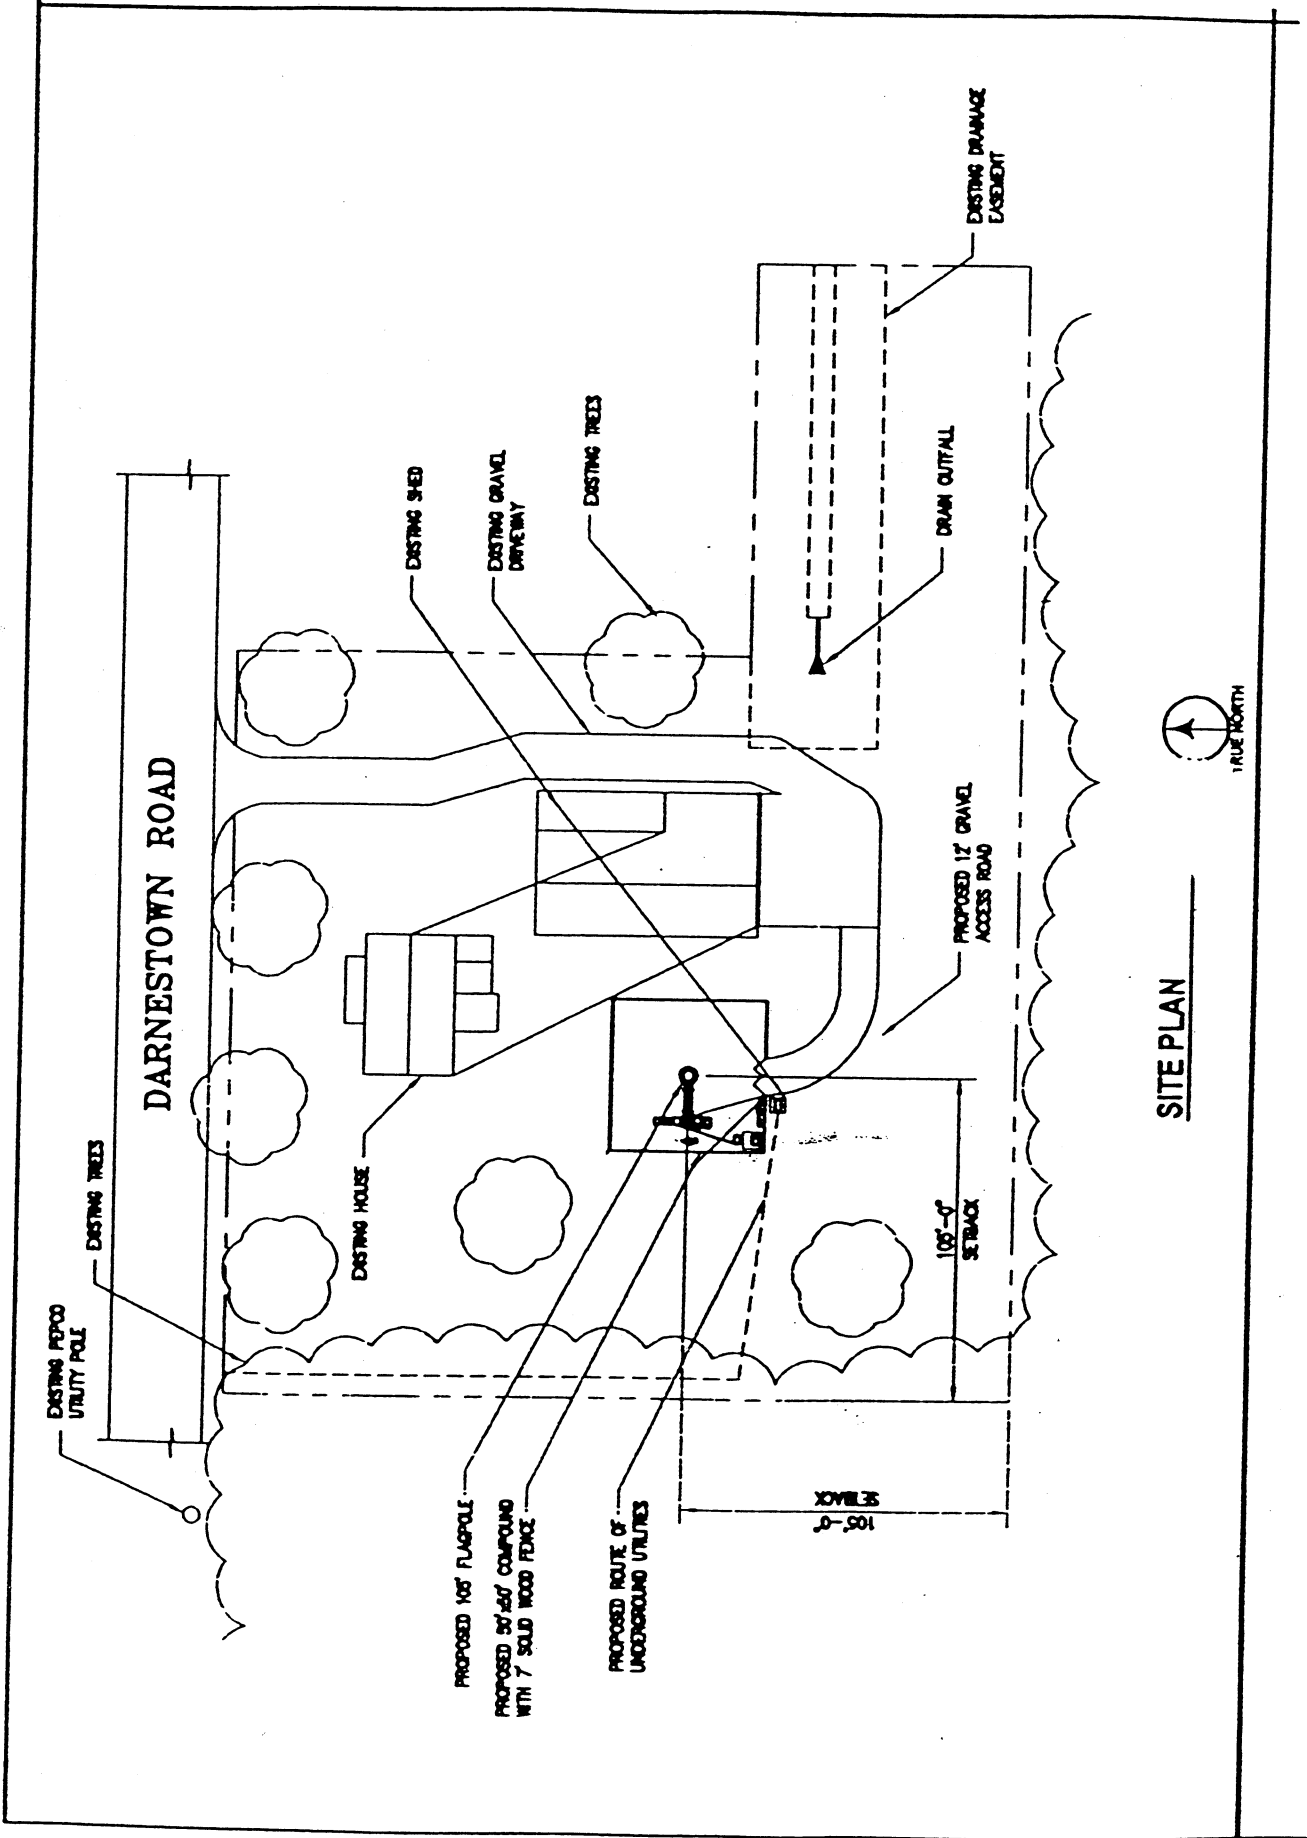 EXISTING PEPCO
UTILITY POLE
EXISTING TREES
DARNESTOWN ROAD
EXISTING HOUSE
EXISTING SHED
EXISTING GRAVEL
DRIVEWAY
EXISTING TREES
EXISTING DRAINAGE
EASEMENT
DRAIN OUTFALL
PROPOSED 12' GRAVEL
ACCESS ROAD
PROPOSED 105' FLAGPOLE
PROPOSED 50'x50' COMPOUND
WITH 7' SOLID WOOD FENCE
PROPOSED ROUTE OF
UNDERGROUND UTILITIES
105'-0"
SETBACK
105'-0"
SETBACK
SITE PLAN
TRUE NORTH